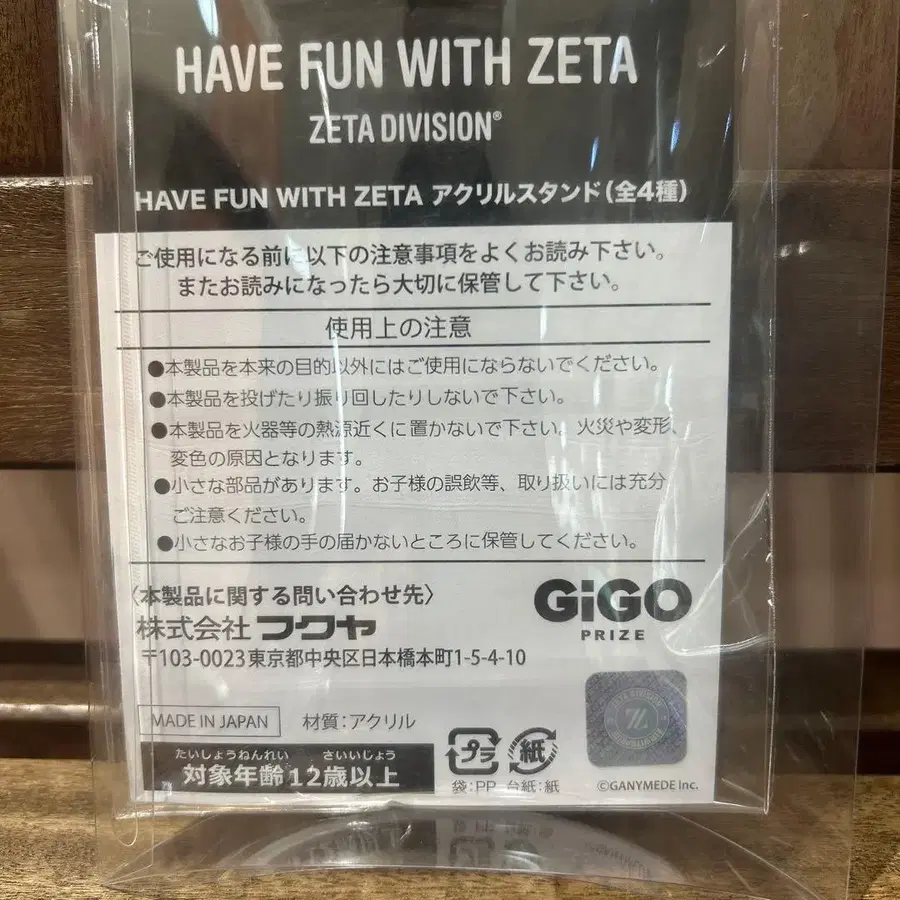 HAVE FUN WITH ZETA
ZETA DIVISION®
HAVE FUN WITH ZETA アクリルスタンド(全4種)
ご使用になる前に以下の注意事項をよくお読み下さい。
またお読みになったら大切に保管して下さい。
使用上の注意
●本製品を本来の目的以外にはご使用にならないでください。
●本製品を投げたり振り回したりしないで下さい。
●本製品を火器等の熱源近くに置かないで下さい。火災や変形、
変色の原因となります。
●小さな部品があります。お子様の誤飲等、取り扱いには充分
ご注意ください。
●小さなお子様の手の届かないところに保管してください。
〈本製品に関する問い合わせ先〉
株式会社フクヤ
〒103-0023東京都中央区日本橋本町1-5-4-10
GiGO
PRIZE
MADE IN JAPAN
材質:アクリル
たいしょうねんれい さいいじょう
対象年齢12歳以上
プラ
紙
袋:PP 台紙:紙
©GANYMEDE Inc.